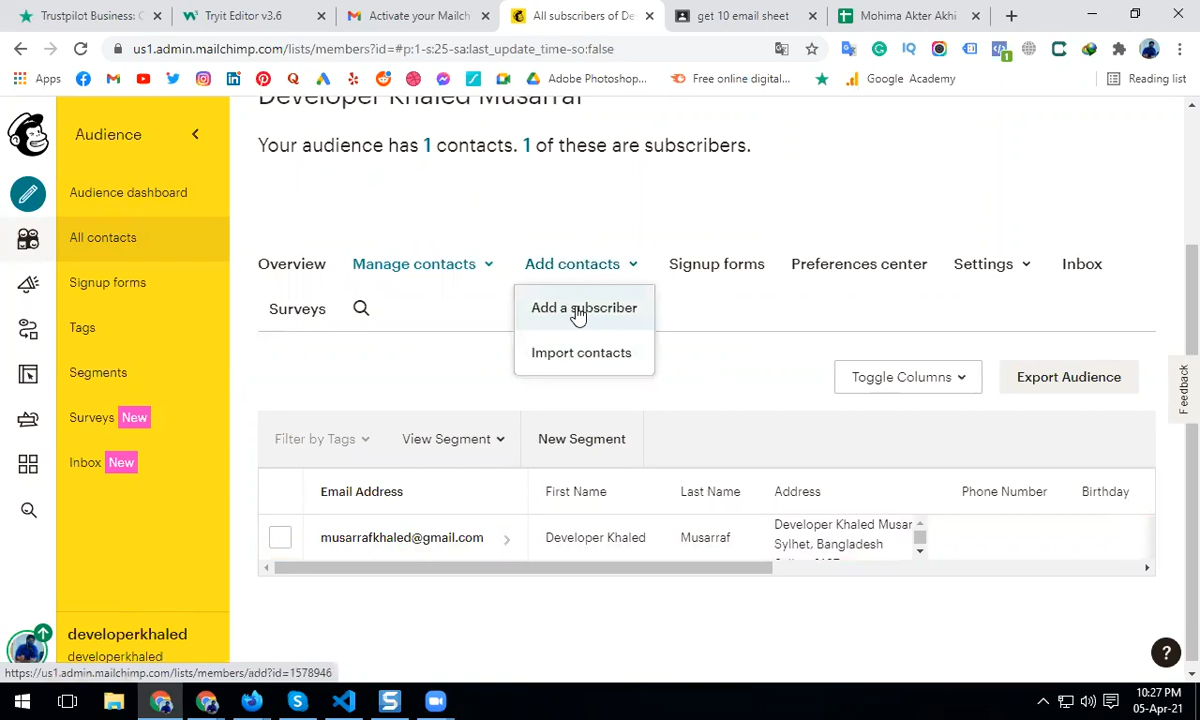 Trustpilot Business: C
Tryit Editor v3.6
Activate your Mailch
All subscribers of De
get 10 email sheet
Mohima Akter Akhi
us1.admin.mailchimp.com/lists/members?id=#p:1-s:25-sa:last_update_time-so:false
Apps
Adobe Photoshop...
Free online digital...
Google Academy
Reading list
Developer Khaled Musarraf
Audience
Your audience has 1 contacts. 1 of these are subscribers.
Audience dashboard
All contacts
Signup forms
Tags
Segments
Surveys New
Inbox New
Overview
Manage contacts
Add contacts
Signup forms
Preferences center
Settings
Inbox
Surveys
Add a subscriber
Import contacts
Toggle Columns
Export Audience
Feedback
Filter by Tags
View Segment
New Segment
Email Address
First Name
Last Name
Address
Phone Number
Birthday
musarrafkhaled@gmail.com
Developer Khaled
Musarraf
Developer Khaled Musar
Sylhet, Bangladesh
developerkhaled
developerkhaled
https://us1.admin.mailchimp.com/lists/members/add?id=1578946
?
10:27 PM
05-Apr-21